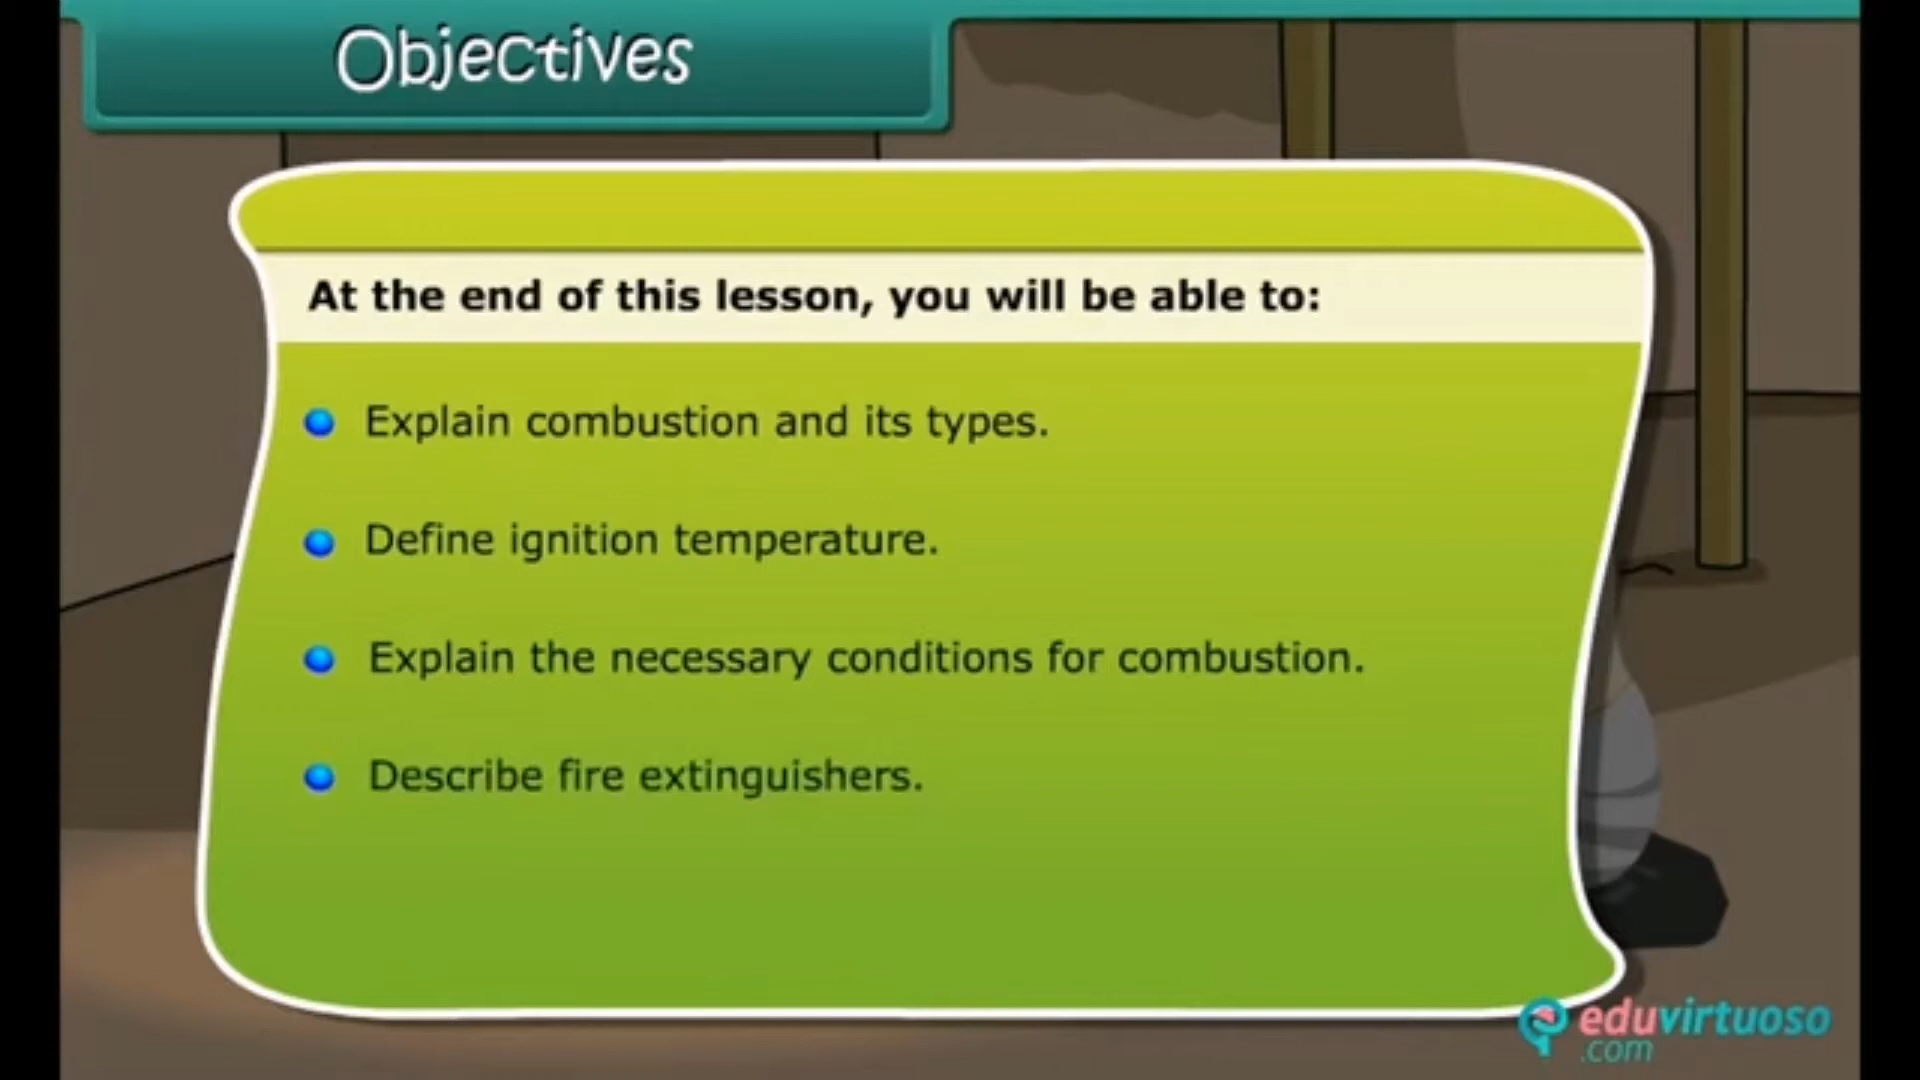 Objectives
At the end of this lesson, you will be able to:
Explain combustion and its types.
Define ignition temperature.
Explain the necessary conditions for combustion.
Describe fire extinguishers.
eduvirtuoso
.com